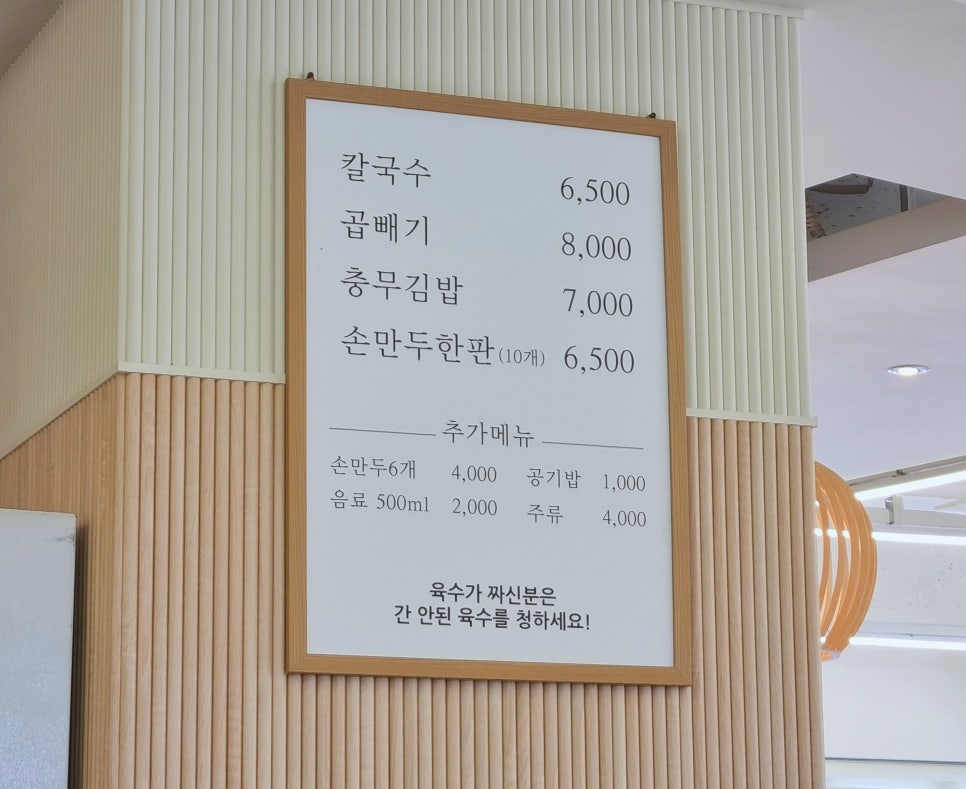 칼국수 6,500
곱빼기 8,000
충무김밥 7,000
손만두한판(10개) 6,500
추가메뉴
손만두6개 4,000 공기밥 1,000
음료 500ml 2,000 주류 4,000
육수가 짜신분은
간 안된 육수를 청하세요!